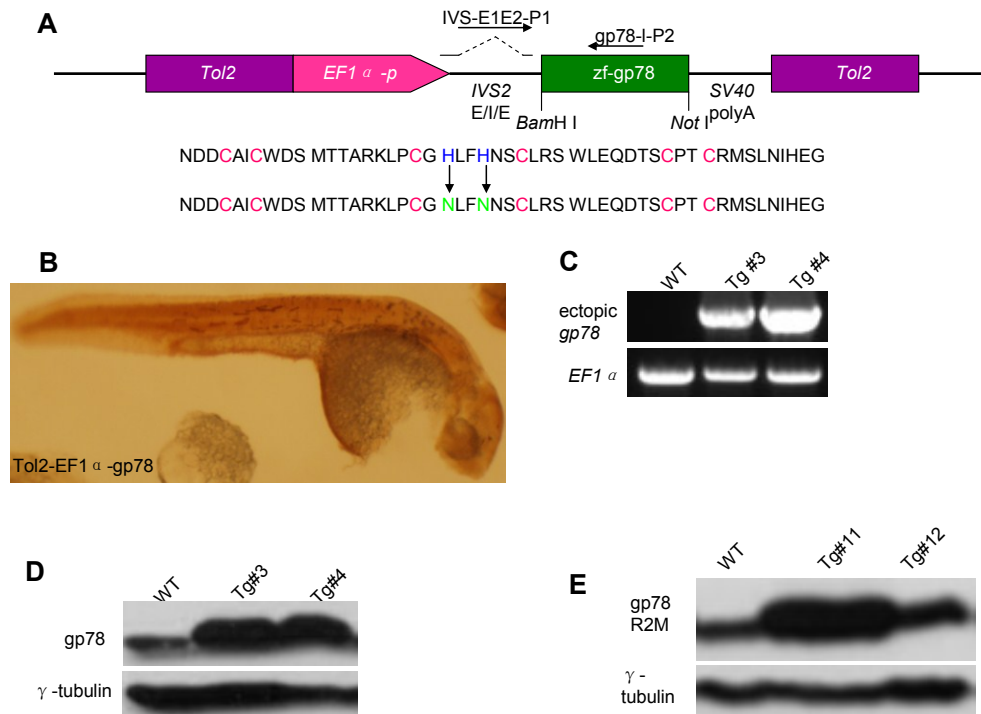 A
IVS-E1E2-P1
gp78-I-P2
Tol2
EF1 α -p
zf-gp78
Tol2
IVS2
E/I/E
SV40
polyA
BamH I
Not I
NDDCAICWDS MTTARKLPCG HLFHNSCLRS WLEQDTSCPT CRMSLNIHEG
NDDCAICWDS MTTARKLPCG NLFNNSCLRS WLEQDTSCPT CRMSLNIHEG
B
Tol2-EF1 α -gp78
C
WT
Tg #3
Tg #4
ectopic
gp78
EF1 α
D
WT
Tg#3
Tg#4
gp78
γ -tubulin
E
WT
Tg#11
Tg#12
gp78
R2M
γ -
tubulin